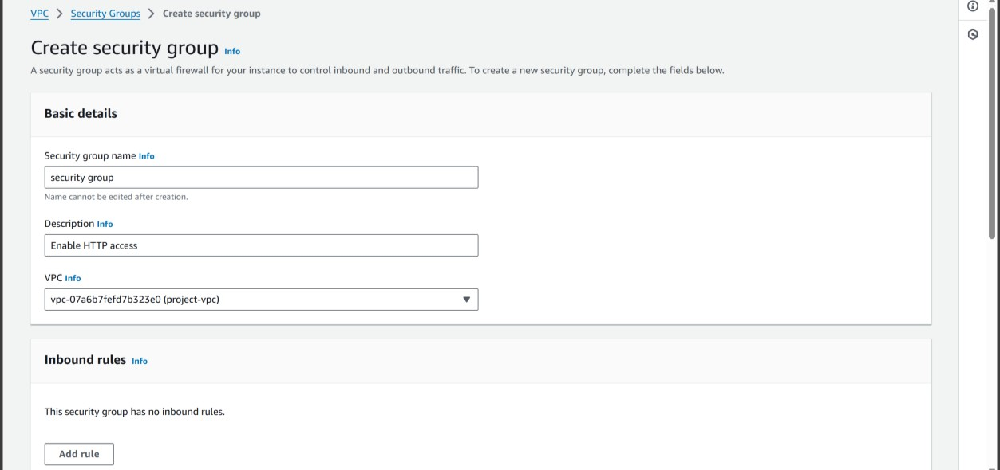 VPC > Security Groups > Create security group
Create security group Info
A security group acts as a virtual firewall for your instance to control inbound and outbound traffic. To create a new security group, complete the fields below.
Basic details
Security group name Info
security group
Name cannot be edited after creation.
Description Info
Enable HTTP access
VPC Info
vpc-07a6b7fefd7b323e0 (project-vpc)
Inbound rules Info
This security group has no inbound rules.
Add rule